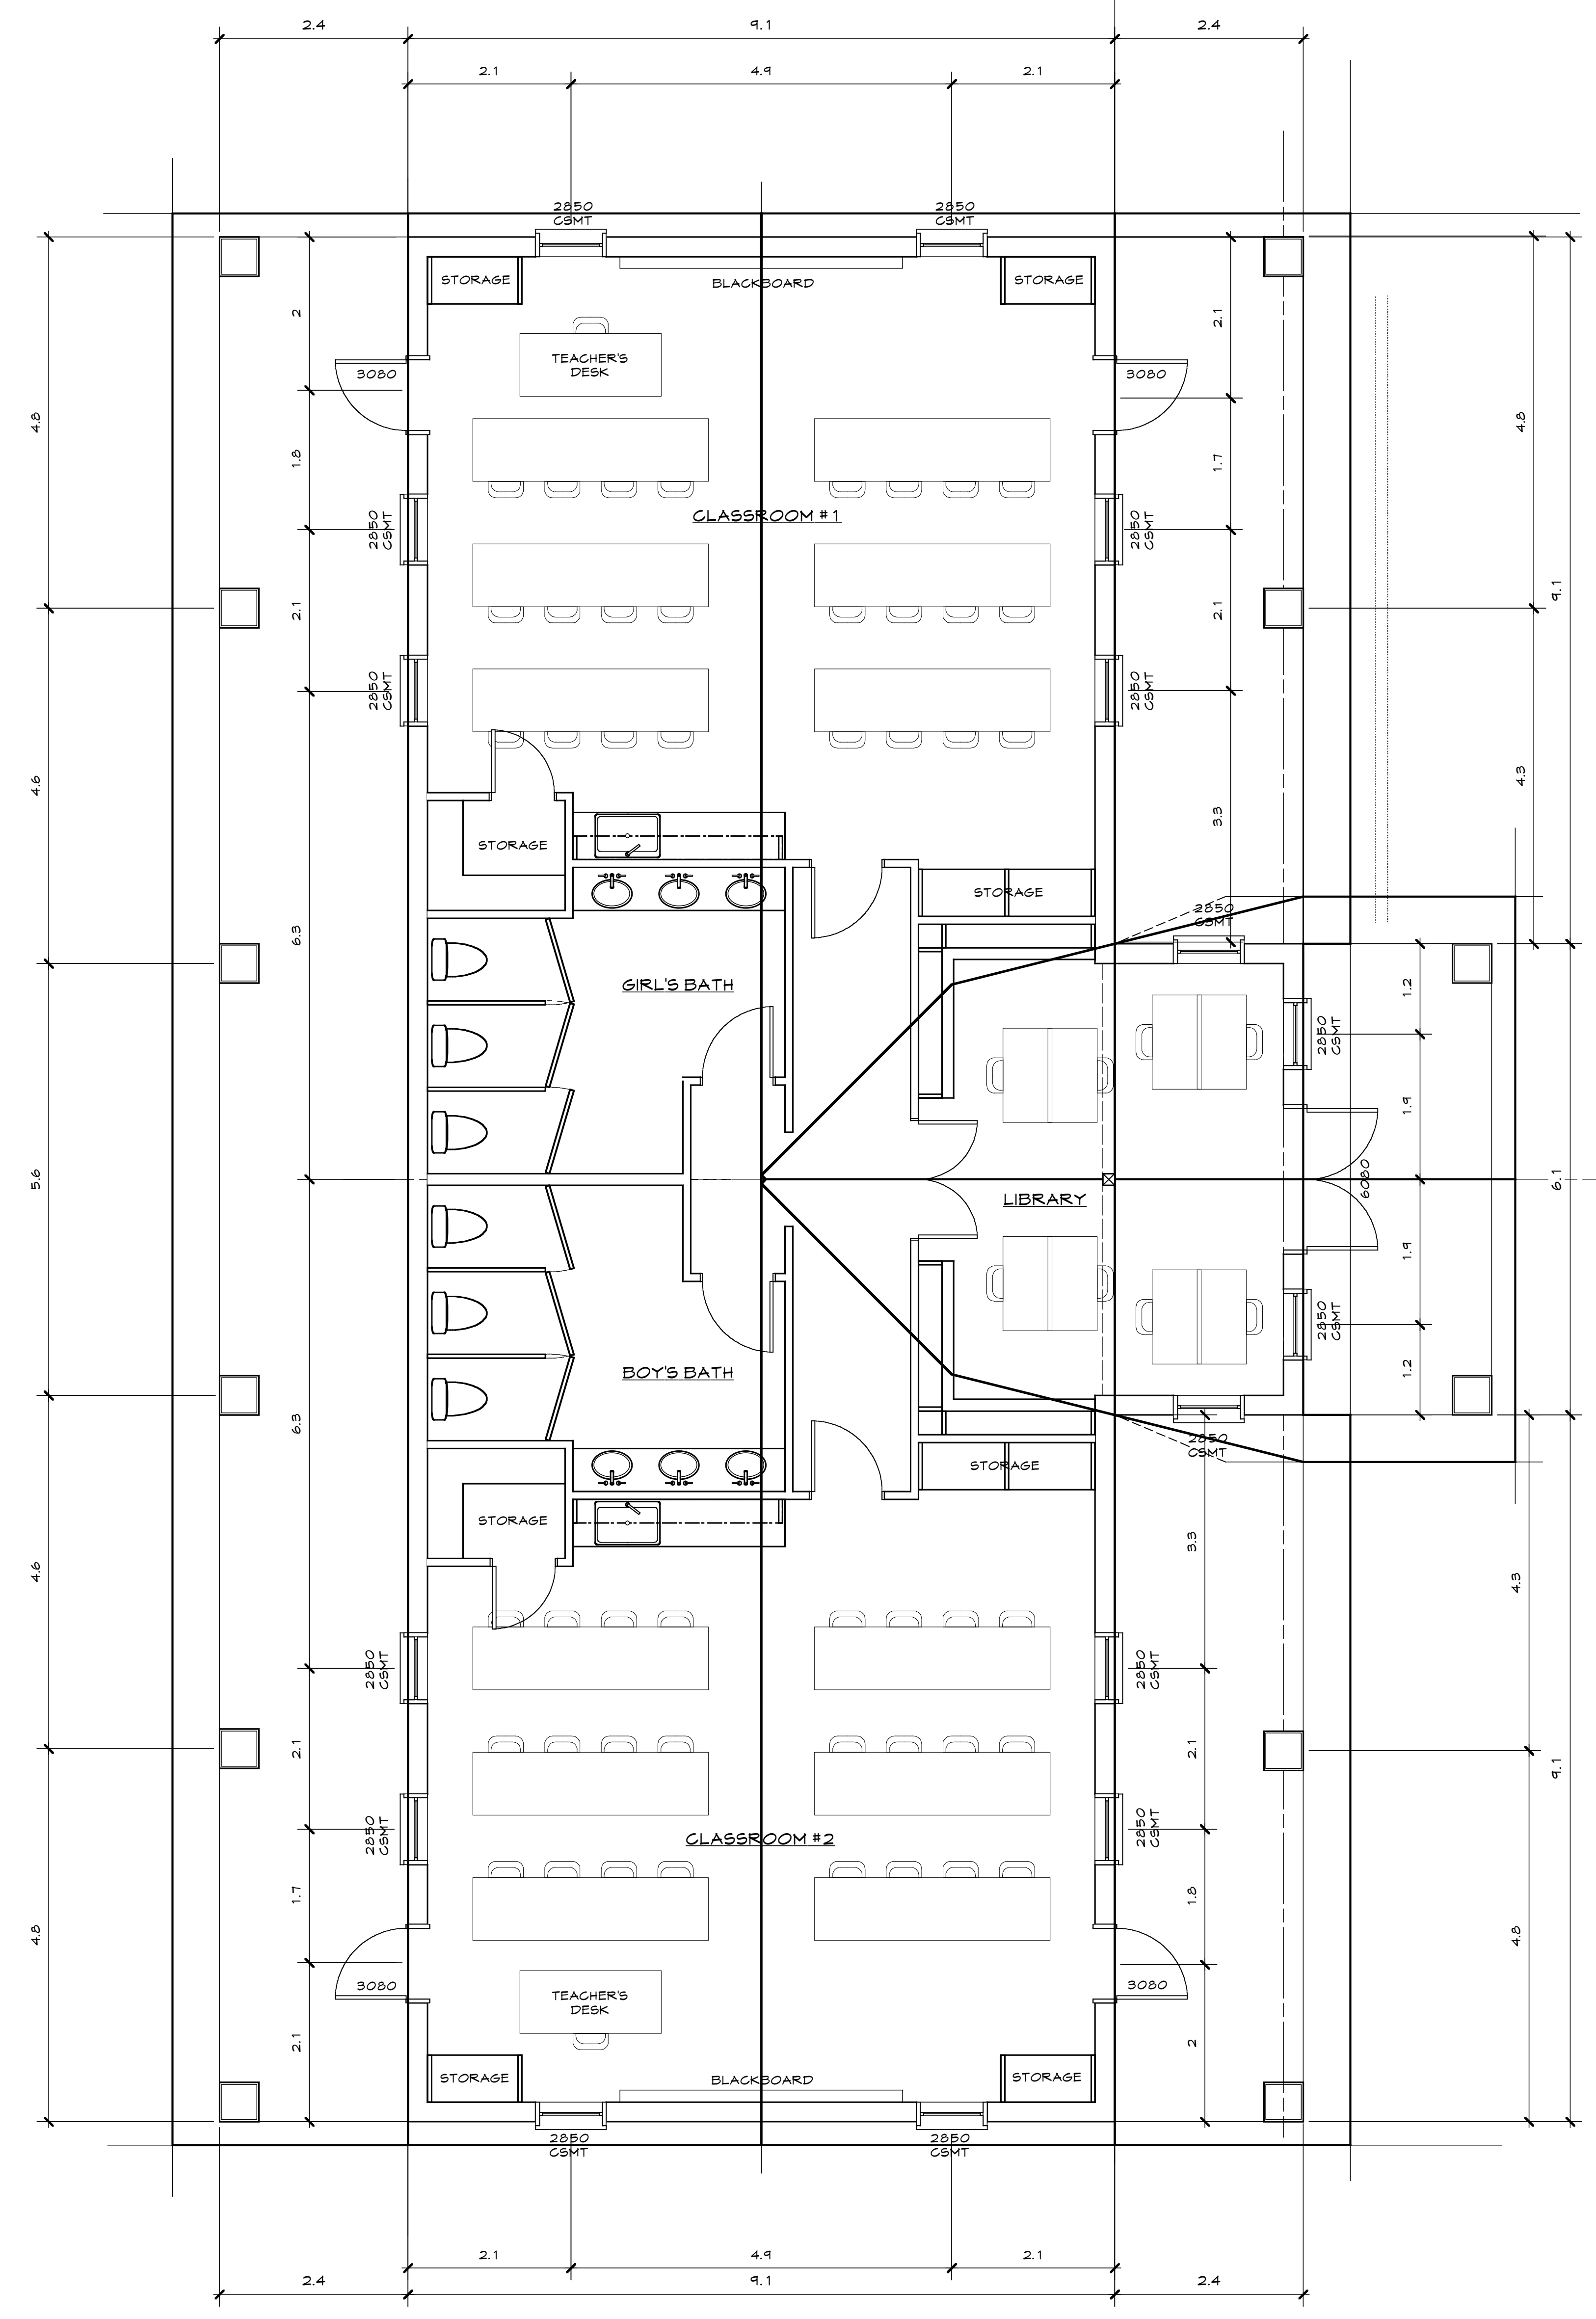 2.4
9.1
2.4
2.1
4.9
2.1
2850
CSMT
2850
CSMT
STORAGE
BLACKBOARD
STORAGE
2
2.1
TEACHER'S
DESK
3080
3080
4.8
4.8
1.8
1.7
CLASSROOM #1
2850
CSMT
2850
CSMT
9.1
2.1
2.1
2850
CSMT
2850
CSMT
4.6
4.3
3.3
STORAGE
STORAGE
2850
CSMT
6.3
GIRL'S BATH
1.2
2850
CSMT
1.9
5.6
6080
6.1
LIBRARY
1.9
2850
CSMT
BOY'S BATH
1.2
6.3
2850
CSMT
STORAGE
STORAGE
3.3
4.6
4.3
2850
CSMT
2850
CSMT
2.1
2.1
9.1
2850
CSMT
2850
CSMT
CLASSROOM #2
1.7
1.8
4.8
4.8
3080
3080
TEACHER'S
DESK
2.1
2
STORAGE
BLACKBOARD
STORAGE
2850
CSMT
2850
CSMT
2.1
4.9
2.1
2.4
9.1
2.4